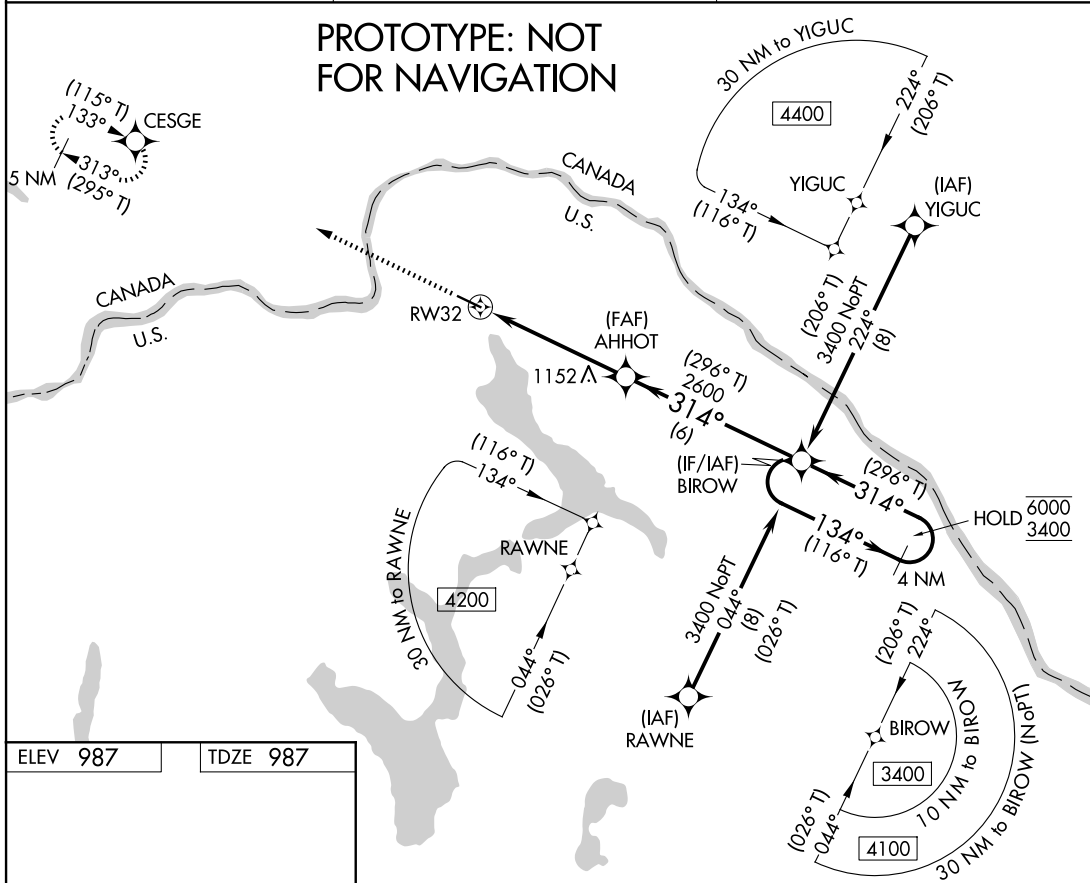 PROTOTYPE: NOT
FOR NAVIGATION
30 NM to YIGUC
4400
224°
(206° T)
YIGUC
134°
(116° T)
(IAF)
YIGUC
(115° T)
133°
CESGE
313°
(295° T)
5 NM
CANADA
U.S.
CANADA
U.S.
(206° T)
3400 NoPT
224°
(8)
RW32
(FAF)
AHHOT
1152
(296° T)
2600
314°
(6)
(IF/IAF)
BIROW
(296° T)
314°
134°
(116° T)
HOLD 6000
3400
4 NM
(116° T)
134°
RAWNE
30 NM to RAWNE
4200
044°
(026° T)
3400 NoPT
044°
(8)
(026° T)
(IAF)
RAWNE
(206° T)
224°
BIROW
3400
10 NM to BIROW
(026° T)
044°
4100
30 NM to BIROW (NoPT)
ELEV 987
TDZE 987